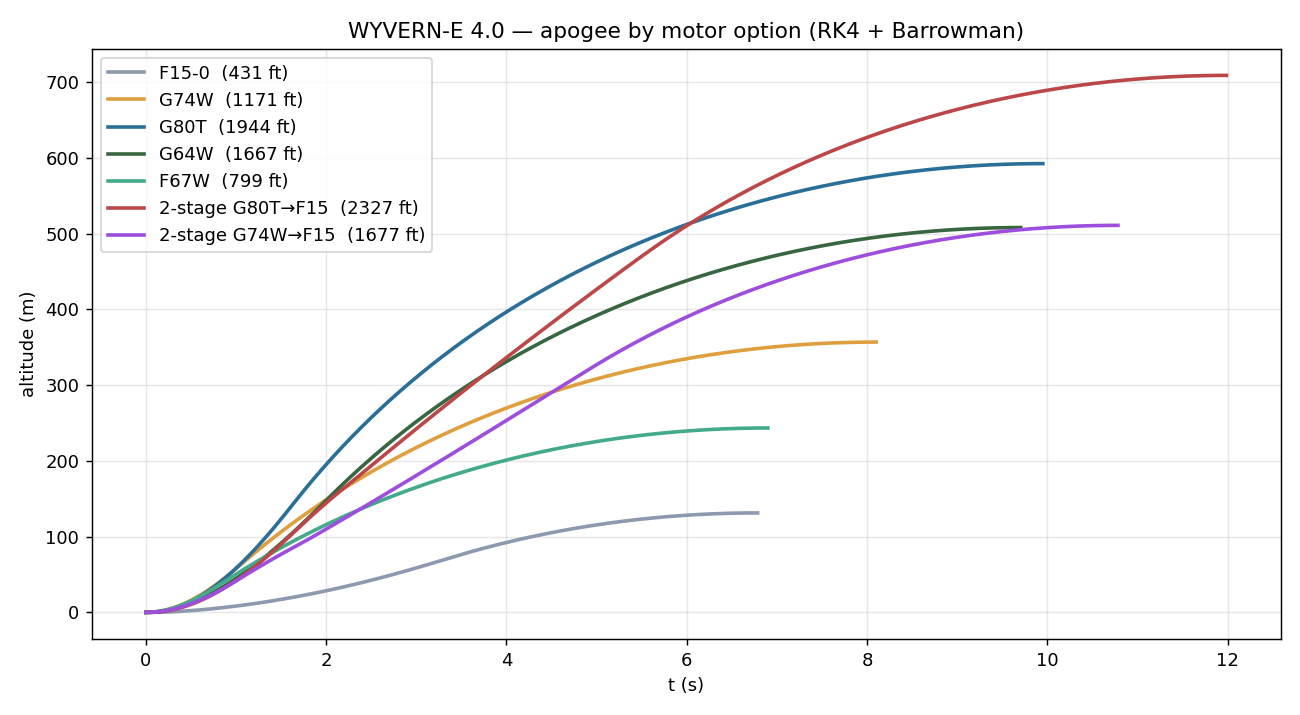 WYVERN-E 4.0 — apogee by motor option (RK4 + Barrowman)
F15-0 (431 ft)
G74W (1171 ft)
G80T (1944 ft)
G64W (1667 ft)
F67W (799 ft)
2-stage G80T→F15 (2327 ft)
2-stage G74W→F15 (1677 ft)
altitude (m)
700
600
500
400
300
200
100
0
0 2 4 6 8 10 12
t (s)